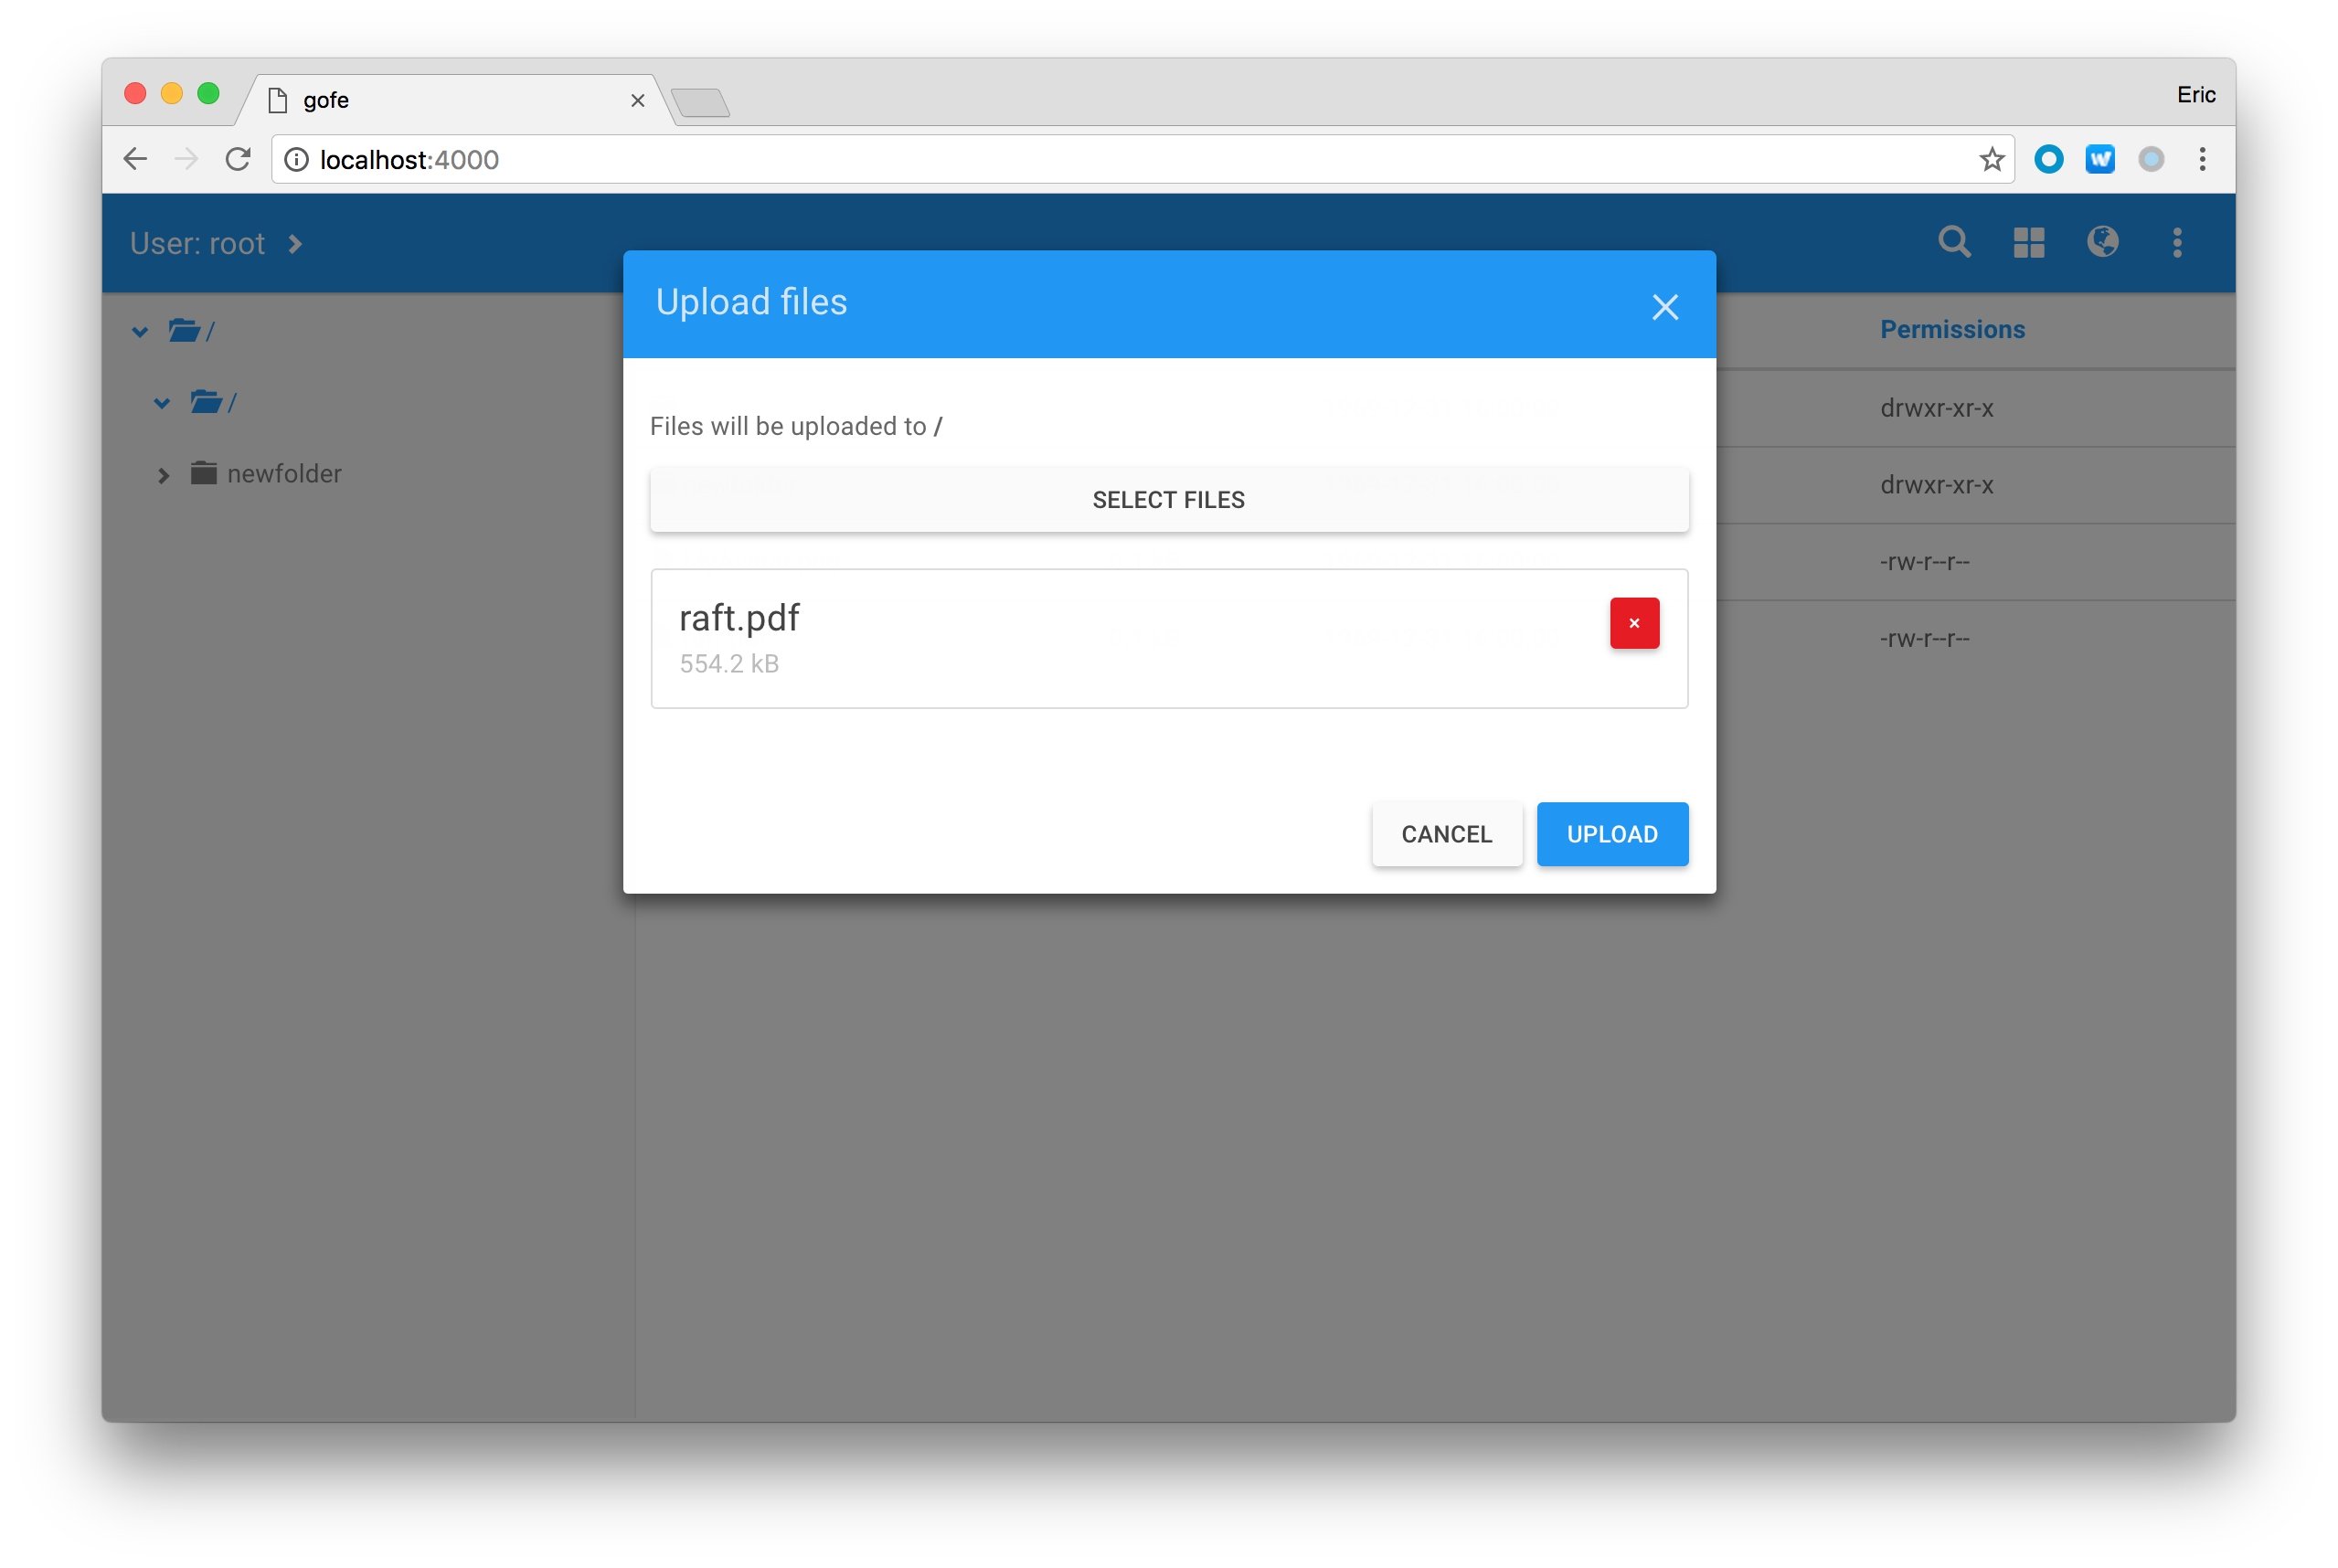 gofe
Eric
localhost:4000
User: root
/
/
newfolder
Upload files
Files will be uploaded to /
SELECT FILES
raft.pdf
554.2 kB
CANCEL
UPLOAD
Permissions
drwxr-xr-x
drwxr-xr-x
-rw-r--r--
-rw-r--r--